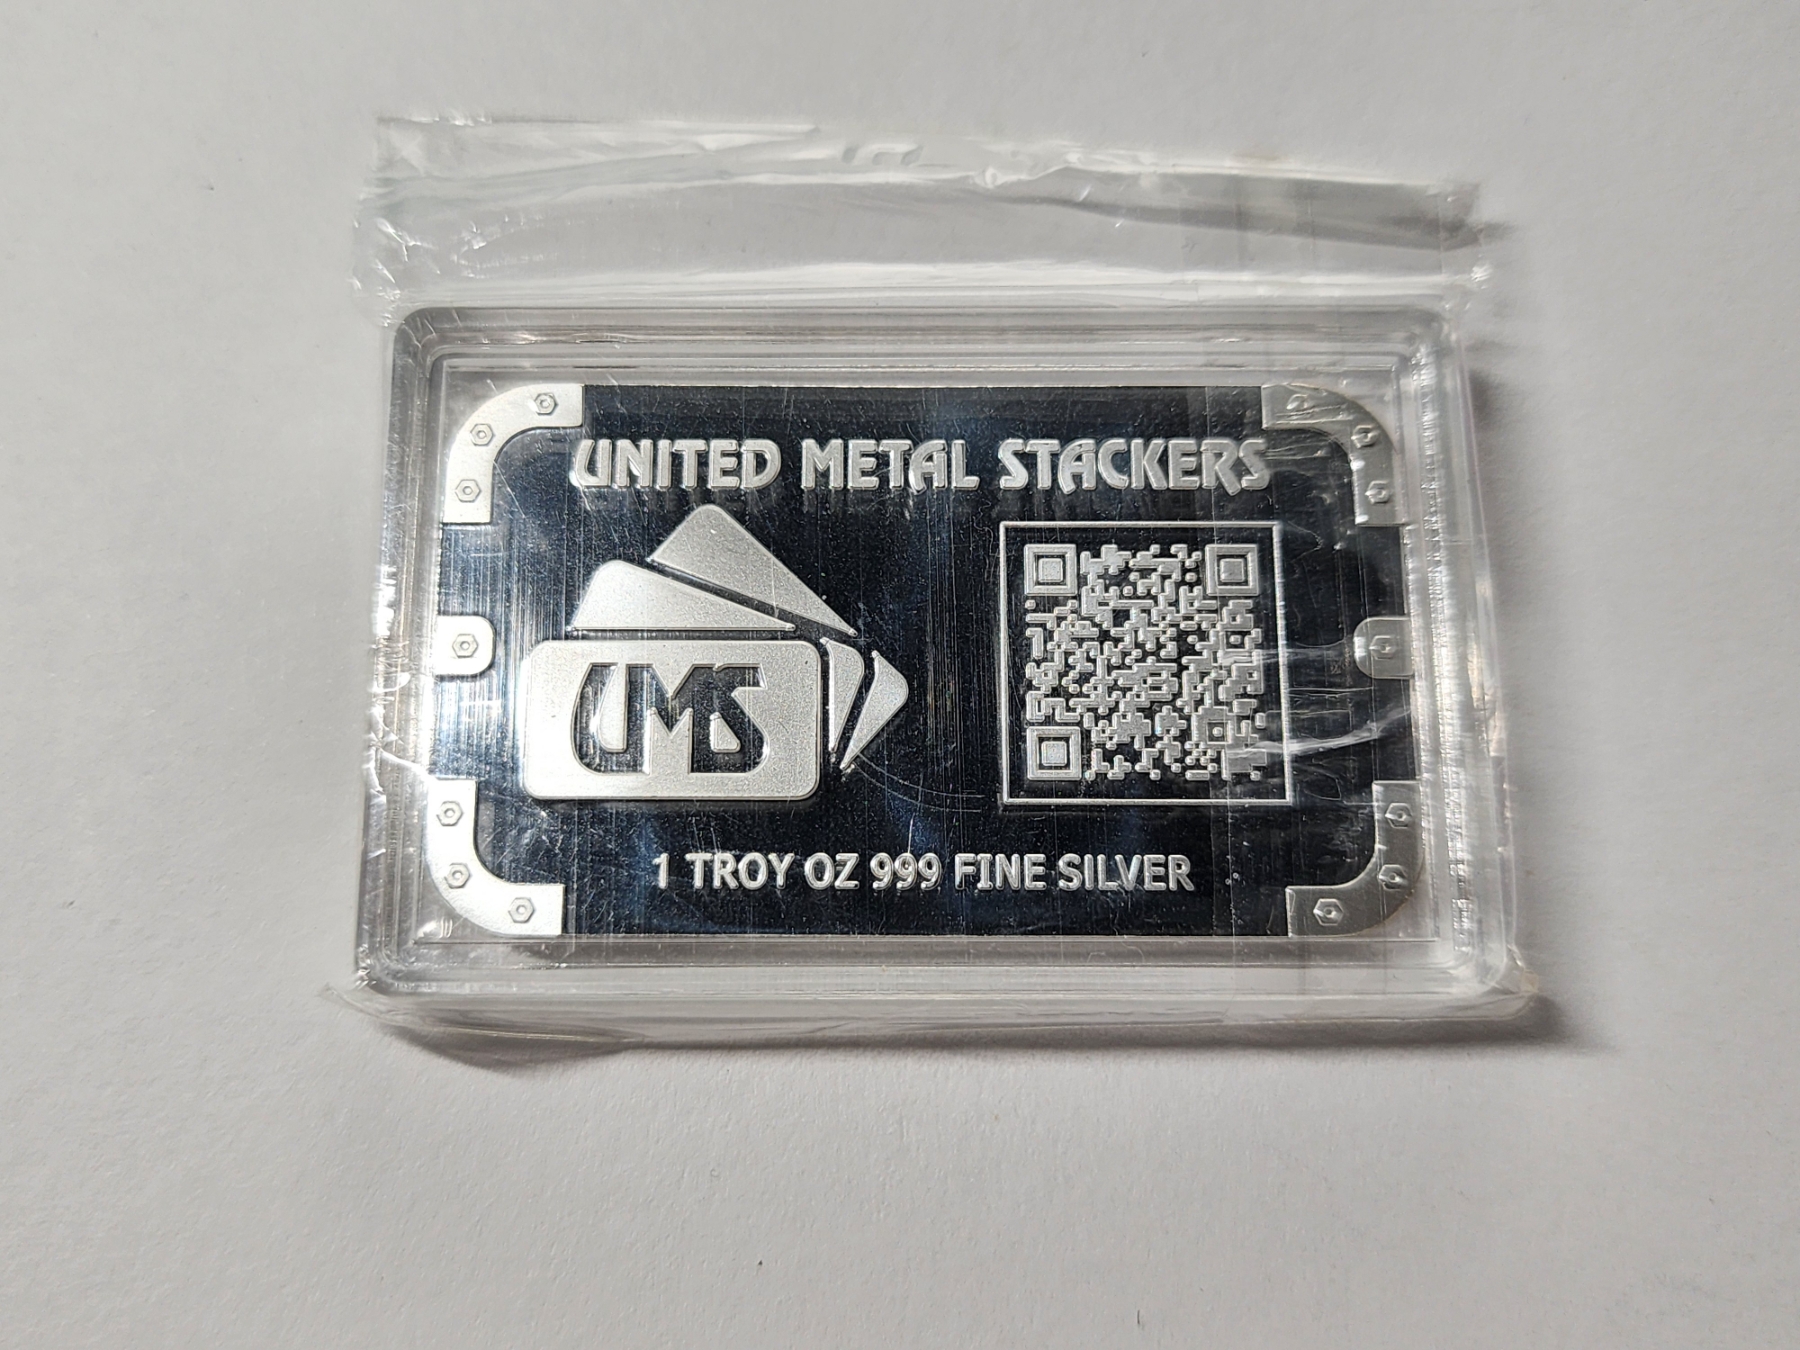 UNITED METAL STACKERS
UMS
1 TROY OZ 999 FINE SILVER